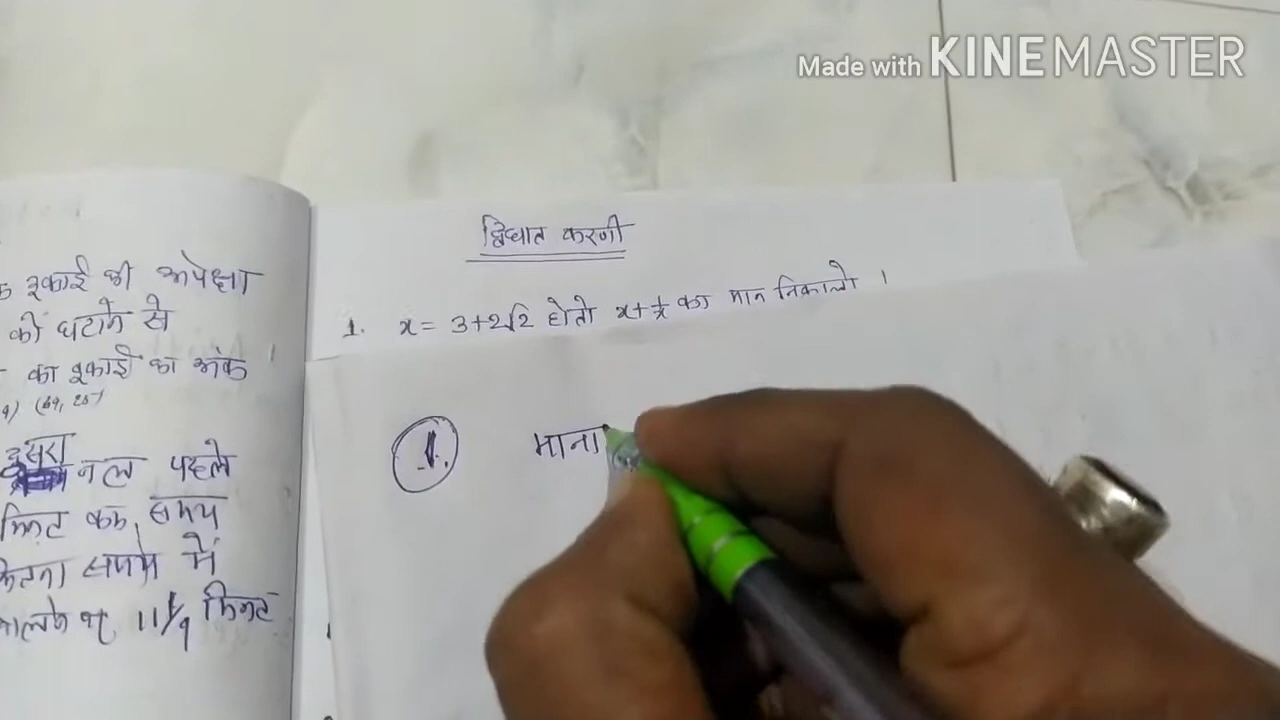 Made with KINEMASTER
इकाई की अपेक्षा
को घटाने से
का इकाई का अंक
दुसरा
नल पहले
मिनट कम समय
समय में
11 1/9 मिनट
द्विघात करणी
1. x = 3+2√2 होतो x+1/x का मान निकालो ।
1. माना